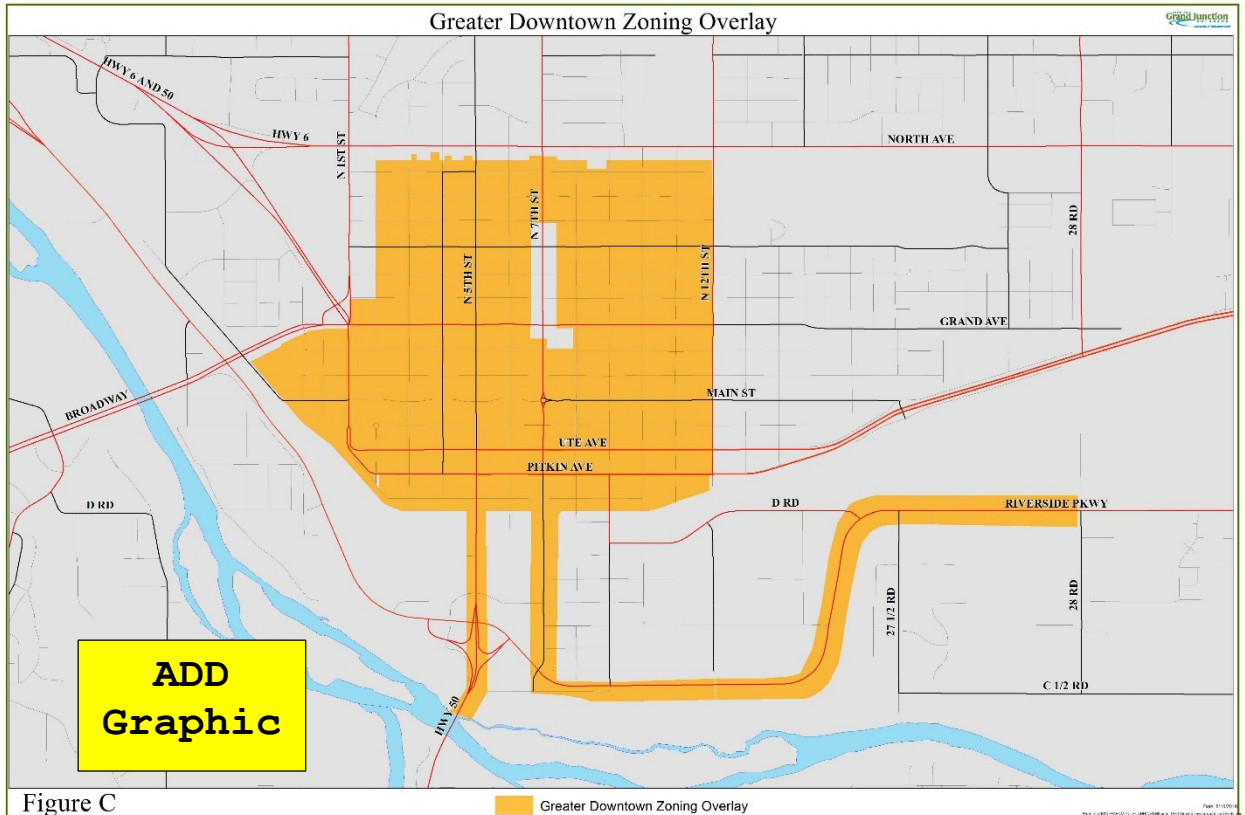 Greater Downtown Zoning Overlay
Grand Junction
HWY 6 AND 50
HWY 6
N 1ST ST
NORTH AVE
N 7TH ST
28 RD
N 5TH ST
N 12TH ST
GRAND AVE
BROADWAY
MAIN ST
UTE AVE
PITKIN AVE
D RD
D RD
RIVERSIDE PKWY
27 1/2 RD
28 RD
C 1/2 RD
HWY 50
ADD
Graphic
Figure C
Greater Downtown Zoning Overlay